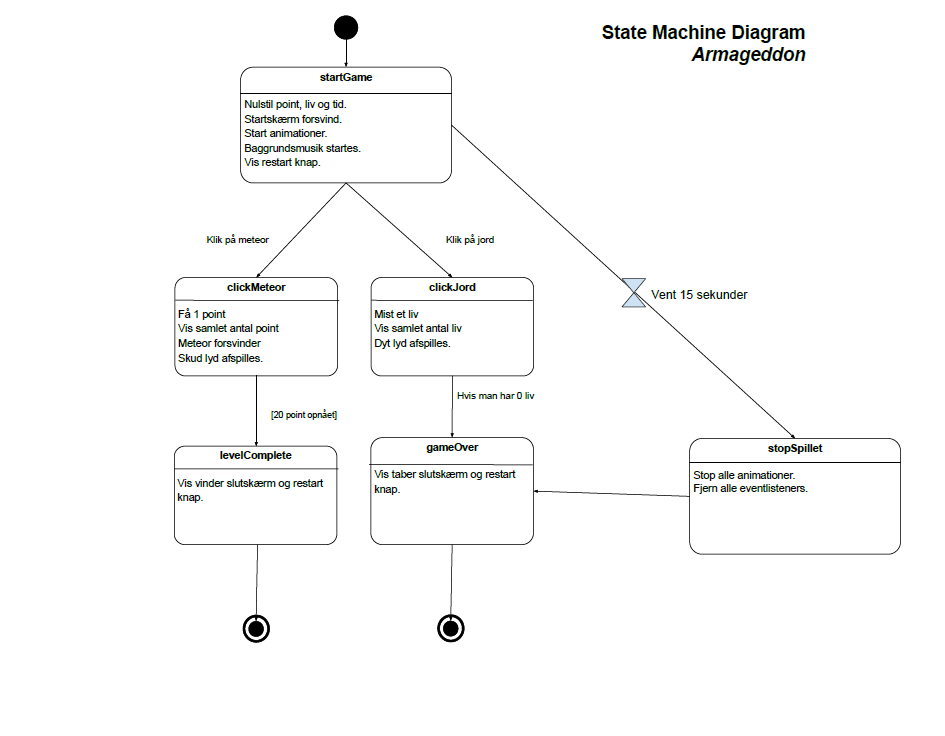 State Machine Diagram
Armageddon
startGame
Nulstil point, liv og tid.
Startskærm forsvind.
Start animationer.
Baggrundsmusik startes.
Vis restart knap.
Klik på meteor
Klik på jord
Vent 15 sekunder
clickMeteor
Få 1 point
Vis samlet antal point
Meteor forsvinder
Skud lyd afspilles.
clickJord
Mist et liv
Vis samlet antal liv
Dyt lyd afspilles.
[20 point opnået]
Hvis man har 0 liv
levelComplete
Vis vinder slutskærm og restart
knap.
gameOver
Vis taber slutskærm og restart
knap.
stopSpillet
Stop alle animationer.
Fjern alle eventlisteners.